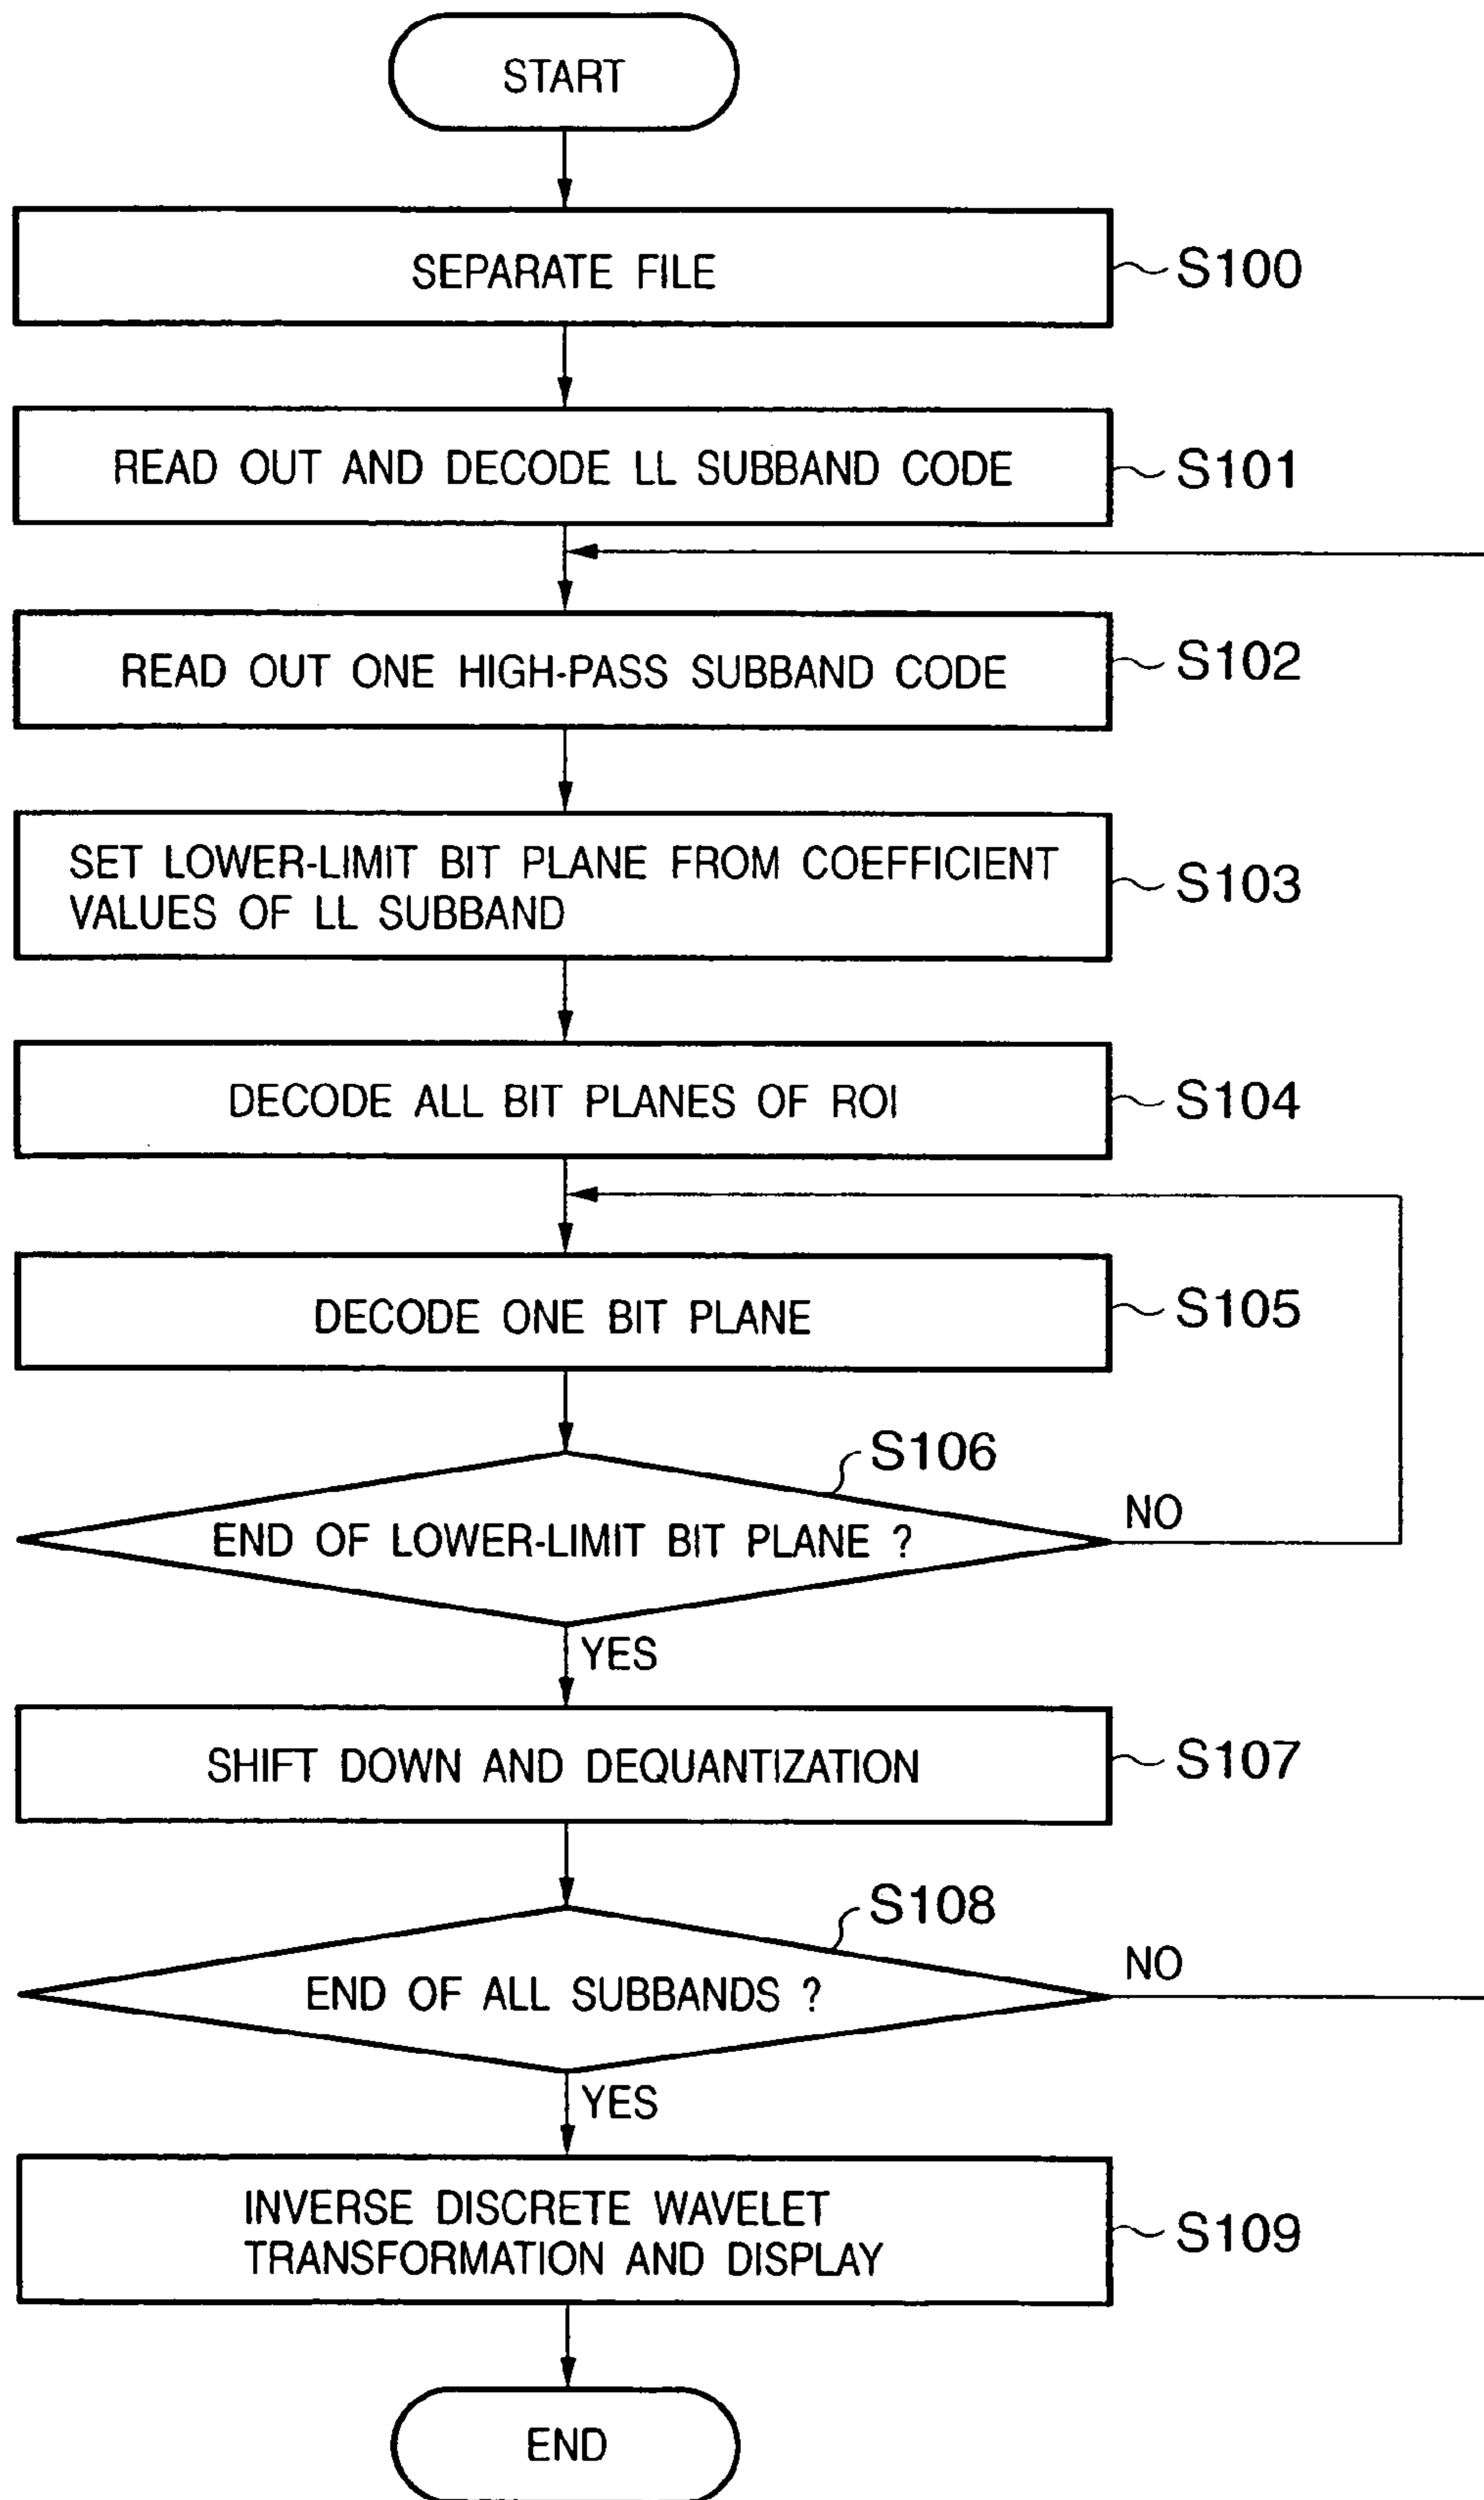 START
SEPARATE FILE
S100
READ OUT AND DECODE LL SUBBAND CODE
S101
READ OUT ONE HIGH-PASS SUBBAND CODE
S102
SET LOWER-LIMIT BIT PLANE FROM COEFFICIENT
VALUES OF LL SUBBAND
S103
DECODE ALL BIT PLANES OF ROI
S104
DECODE ONE BIT PLANE
S105
S106
END OF LOWER-LIMIT BIT PLANE ?
NO
YES
SHIFT DOWN AND DEQUANTIZATION
S107
S108
END OF ALL SUBBANDS ?
NO
YES
INVERSE DISCRETE WAVELET
TRANSFORMATION AND DISPLAY
S109
END